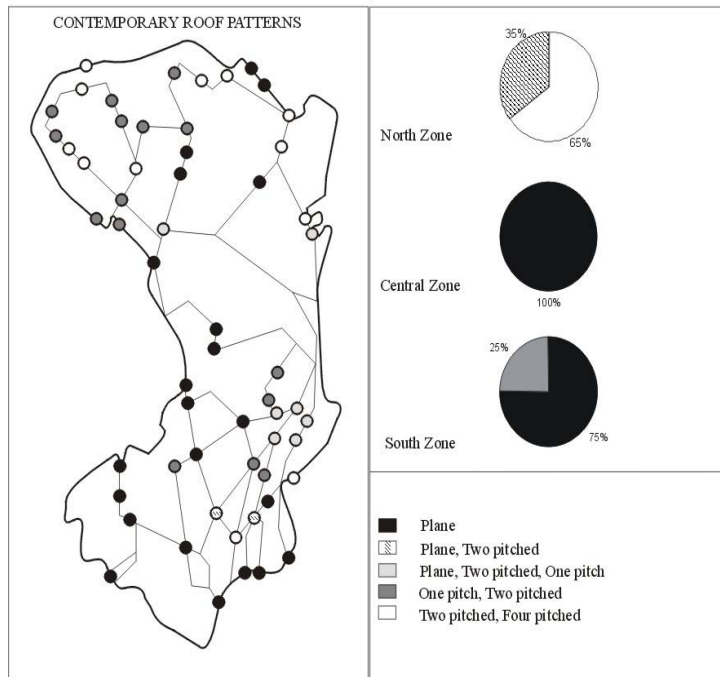 CONTEMPORARY ROOF PATTERNS
35%
North Zone
65%
Central Zone
100%
25%
South Zone
75%
Plane
Plane, Two pitched
Plane, Two pitched, One pitch
One pitch, Two pitched
Two pitched, Four pitched